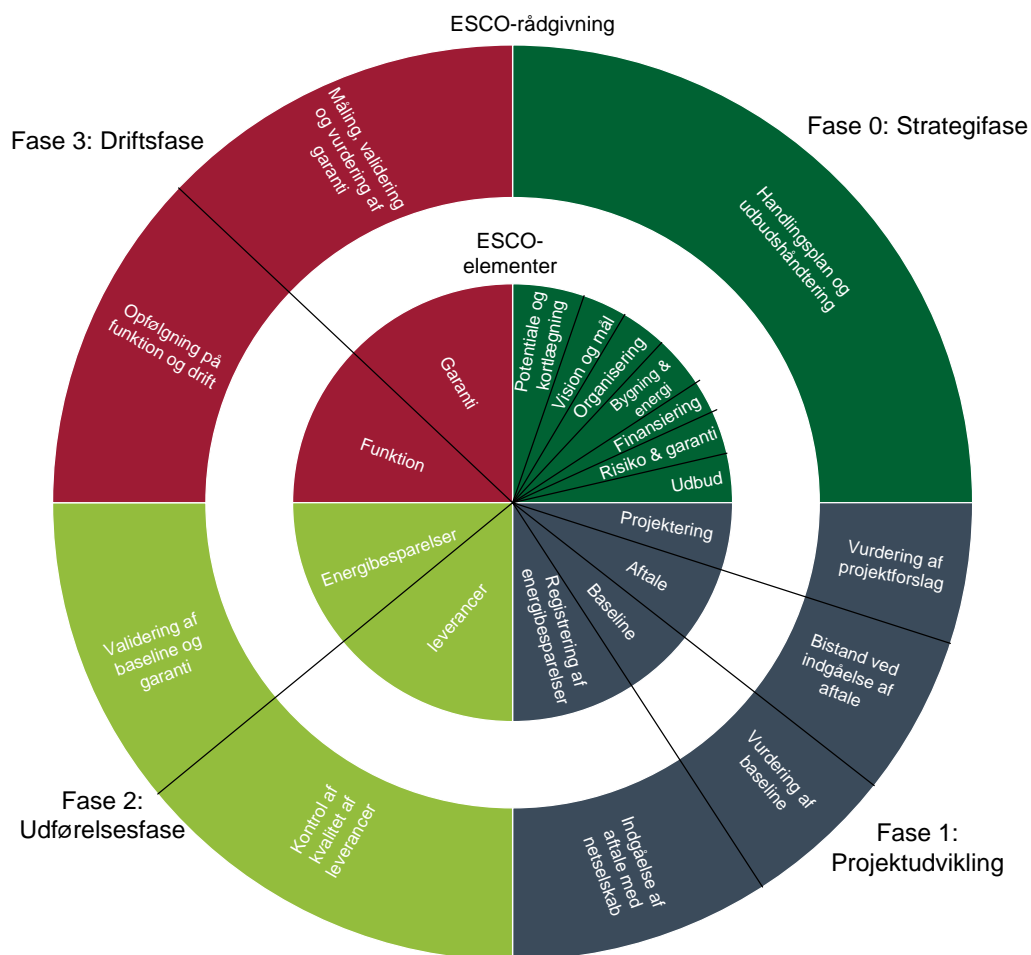 ESCO-rådgivning
Fase 0: Strategifase
Handlingsplan og
udbudshåndtering
Fase 3: Driftsfase
Måling, validering
og vurdering af
garanti
Opfølgning på
funktion og drift
ESCO-
elementer
Potentiale og
kortlægning
Vision og mål
Organisering
Bygning &
energi
Finansiering
Risiko & garanti
Udbud
Garanti
Funktion
Projektering
Aftale
Baseline
Registrering af
energibesparelser
Energibesparelser
leverancer
Vurdering af
projektforslag
Bistand ved
indgåelse af
aftale
Vurdering af
baseline
Indgåelse af
aftale med
netselskab
Fase 1:
Projektudvikling
Validering af
baseline og
garanti
Kontrol af
kvalitet af
leverancer
Fase 2:
Udførelsesfase